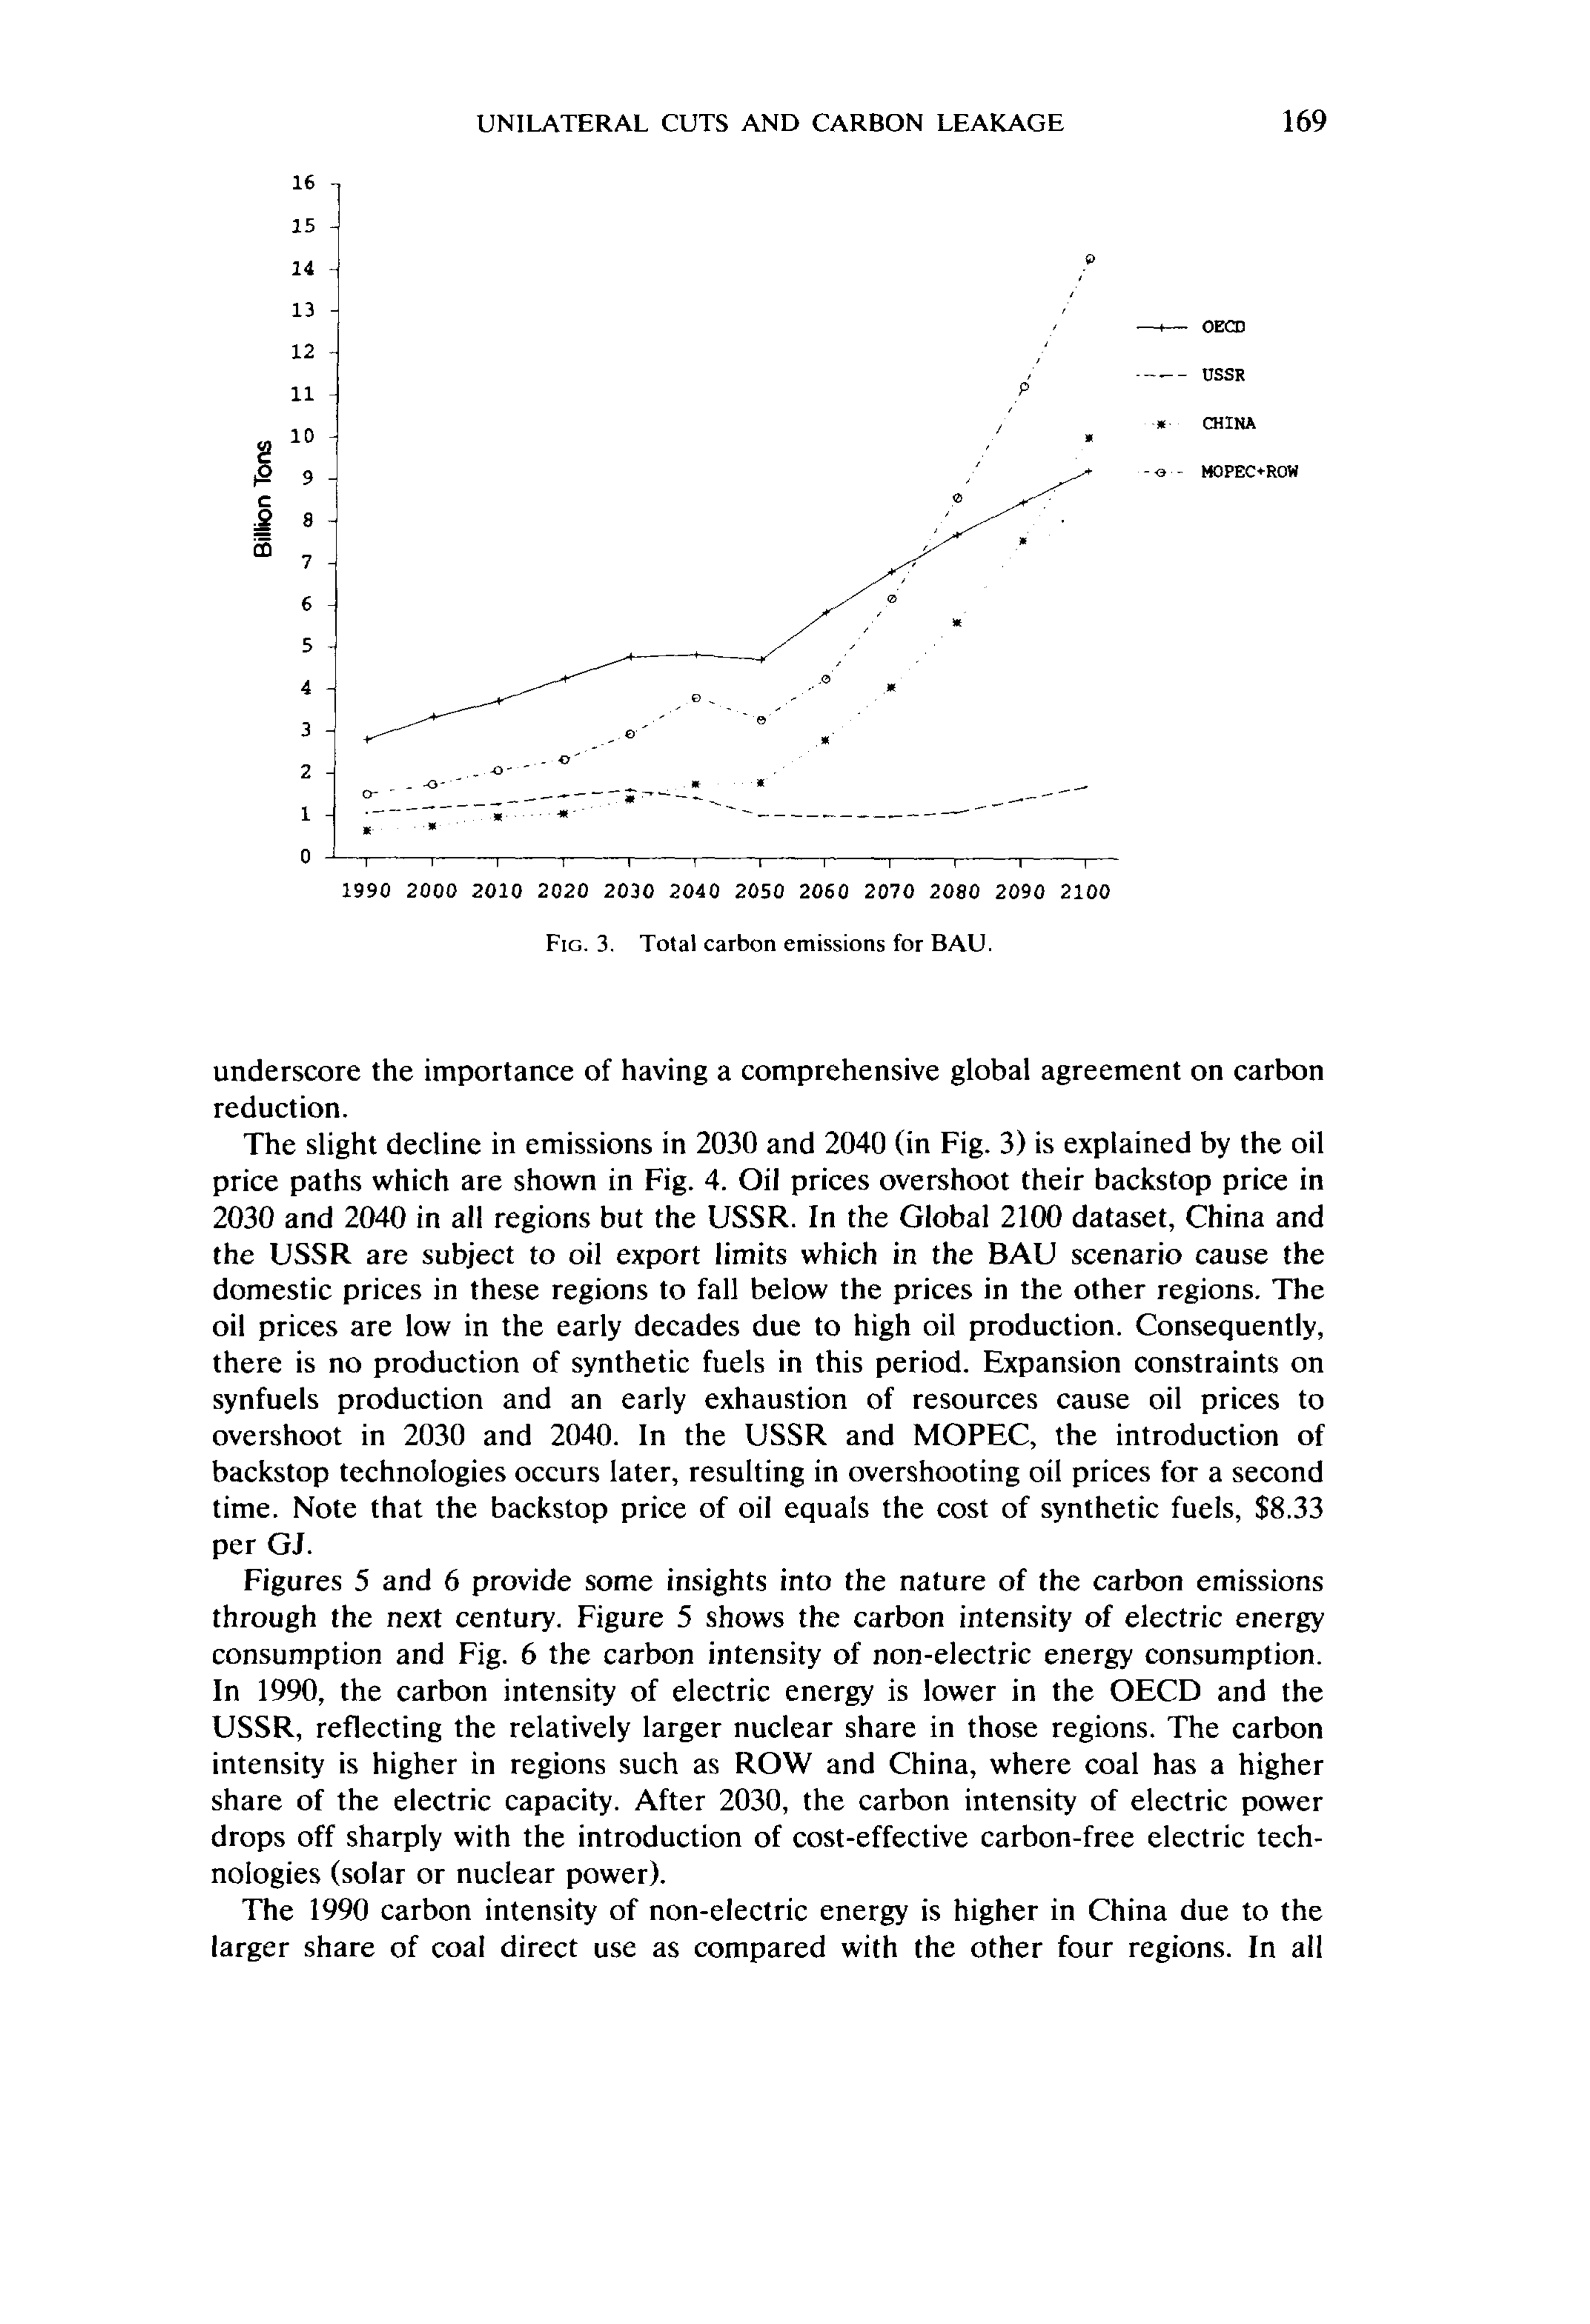 UNILATERAL CUTS AND CARBON LEAKAGE 169
16
15
14
13
12
11
10
9
8
7
6
5
4
3
2
1
0
Billion Tons
OECD
USSR
CHINA
MOPEC+ROW
1990 2000 2010 2020 2030 2040 2050 2060 2070 2080 2090 2100
FIG. 3. Total carbon emissions for BAU.
underscore the importance of having a comprehensive global agreement on carbon
reduction.
The slight decline in emissions in 2030 and 2040 (in Fig. 3) is explained by the oil
price paths which are shown in Fig. 4. Oil prices overshoot their backstop price in
2030 and 2040 in all regions but the USSR. In the Global 2100 dataset, China and
the USSR are subject to oil export limits which in the BAU scenario cause the
domestic prices in these regions to fall below the prices in the other regions. The
oil prices are low in the early decades due to high oil production. Consequently,
there is no production of synthetic fuels in this period. Expansion constraints on
synfuels production and an early exhaustion of resources cause oil prices to
overshoot in 2030 and 2040. In the USSR and MOPEC, the introduction of
backstop technologies occurs later, resulting in overshooting oil prices for a second
time. Note that the backstop price of oil equals the cost of synthetic fuels, $8.33
per GJ.
Figures 5 and 6 provide some insights into the nature of the carbon emissions
through the next century. Figure 5 shows the carbon intensity of electric energy
consumption and Fig. 6 the carbon intensity of non-electric energy consumption.
In 1990, the carbon intensity of electric energy is lower in the OECD and the
USSR, reflecting the relatively larger nuclear share in those regions. The carbon
intensity is higher in regions such as ROW and China, where coal has a higher
share of the electric capacity. After 2030, the carbon intensity of electric power
drops off sharply with the introduction of cost-effective carbon-free electric tech-
nologies (solar or nuclear power).
The 1990 carbon intensity of non-electric energy is higher in China due to the
larger share of coal direct use as compared with the other four regions. In all